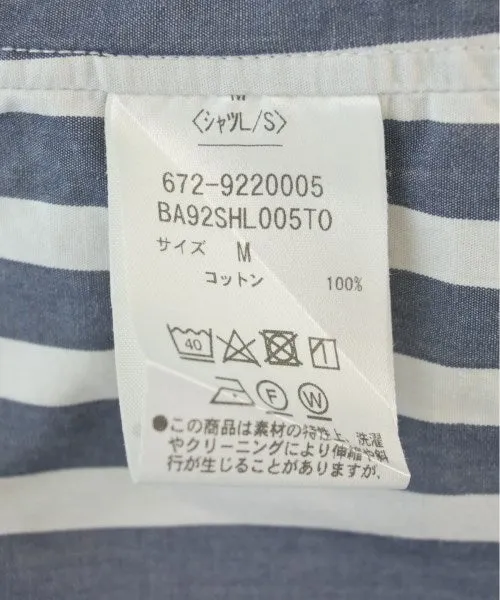 〈シャツL/S〉
672-9220005
BA92SHL005TO
サイズ M
コットン 100%
40
F W
●この商品は素材の特性上、洗濯
やクリーニングにより伸縮や斜
行が生じることがありますが、